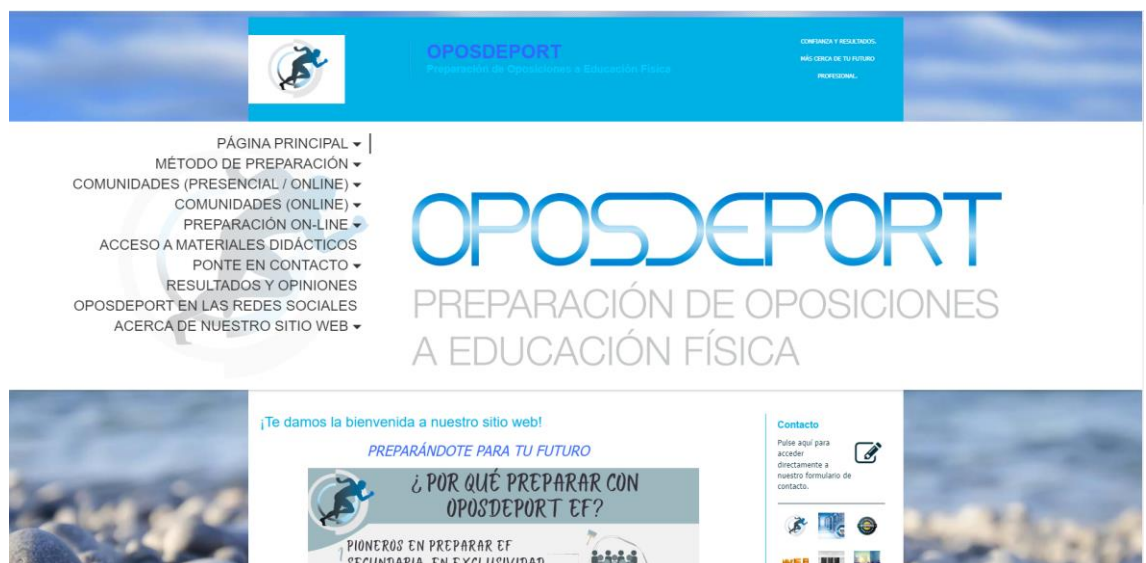 OPOSDEPORT
Preparación de Oposiciones a Educación Física
CONFIANZA Y RESULTADOS.
MÁS CERCA DE TU FUTURO
PROFESIONAL.
PÁGINA PRINCIPAL
MÉTODO DE PREPARACIÓN
COMUNIDADES (PRESENCIAL / ONLINE)
COMUNIDADES (ONLINE)
PREPARACIÓN ON-LINE
ACCESO A MATERIALES DIDÁCTICOS
PONTE EN CONTACTO
RESULTADOS Y OPINIONES
OPOSDEPORT EN LAS REDES SOCIALES
ACERCA DE NUESTRO SITIO WEB
OPOSDEPORT
PREPARACIÓN DE OPOSICIONES
A EDUCACIÓN FÍSICA
¡Te damos la bienvenida a nuestro sitio web!
PREPARÁNDOTE PARA TU FUTURO
¿POR QUÉ PREPARAR CON
OPOSDEPORT EF?
PIONEROS EN PREPARAR EF
SECUNDARIA, EN EXCLUSIVIDAD
Contacto
Pulse aquí para
acceder
directamente a
nuestro formulario de
contacto.